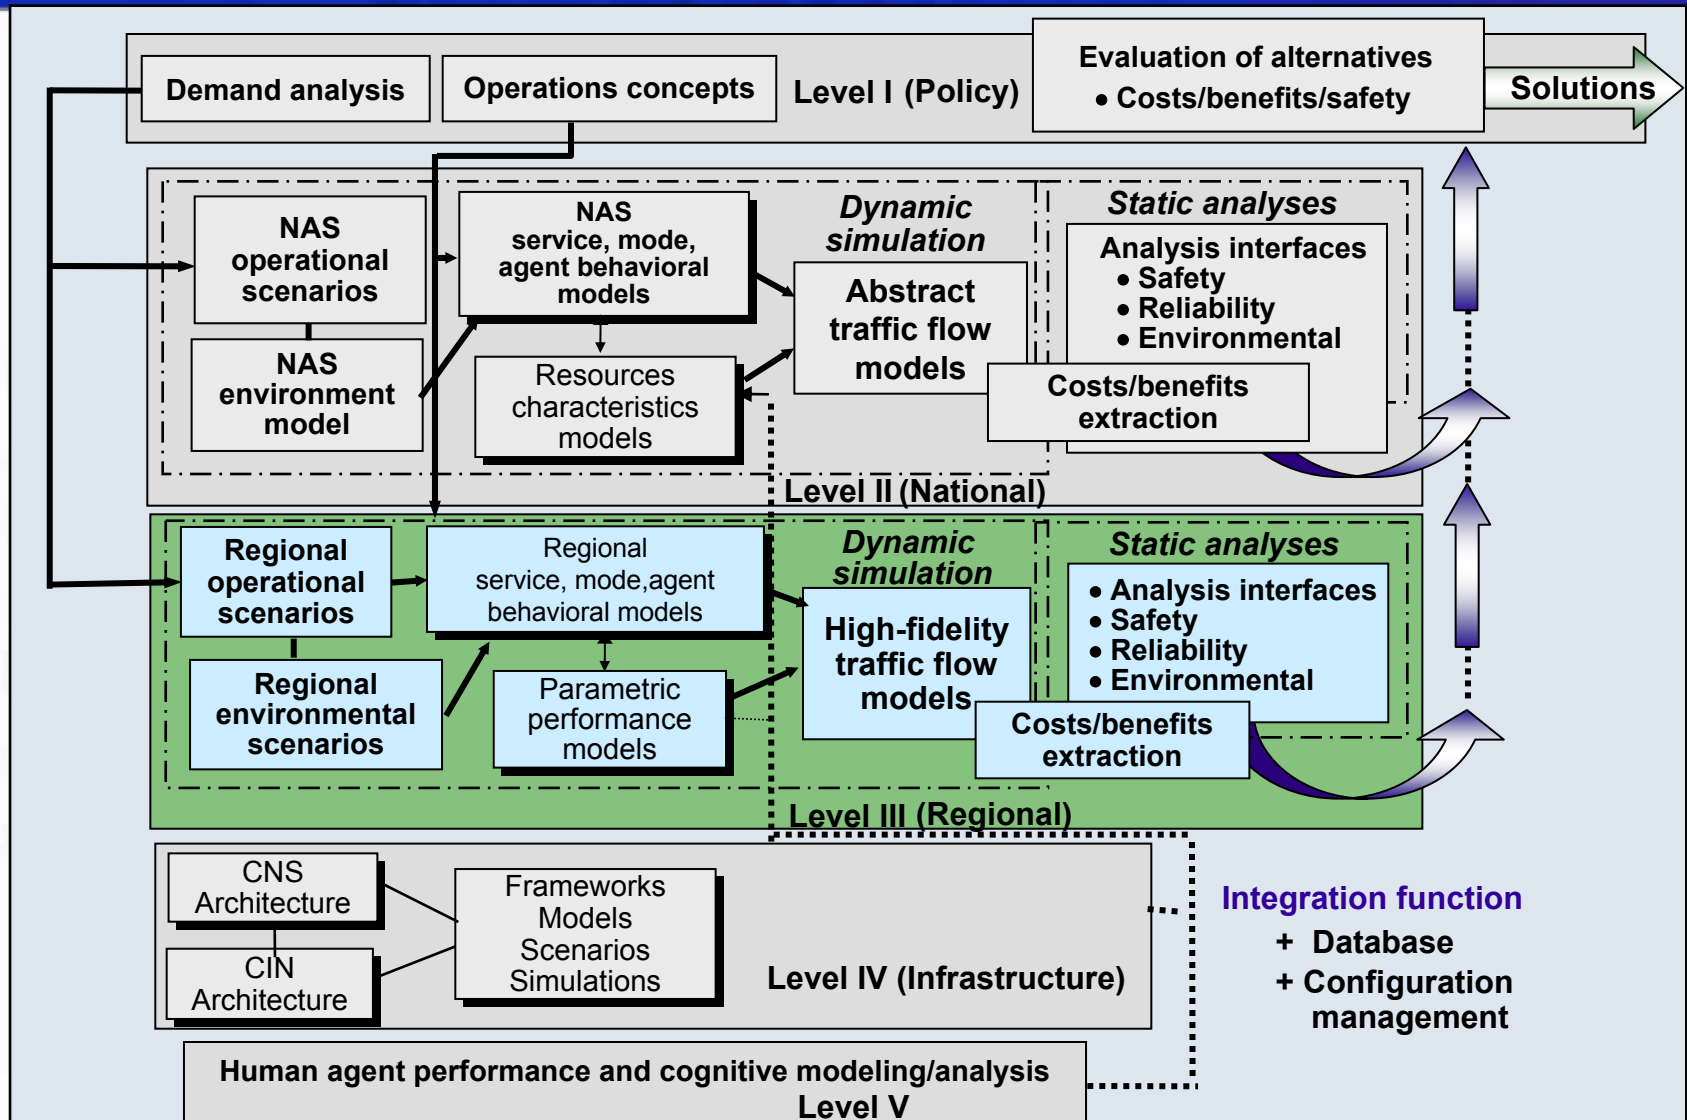 Demand analysis
Operations concepts
Level I (Policy)
Evaluation of alternatives
• Costs/benefits/safety
Solutions
NAS
operational
scenarios
NAS
environment
model
NAS
service, mode,
agent behavioral
models
Resources
characteristics
models
Dynamic
simulation
Abstract
traffic flow
models
Static analyses
Analysis interfaces
• Safety
• Reliability
• Environmental
Costs/benefits
extraction
Level II (National)
Regional
operational
scenarios
Regional
environmental
scenarios
Regional
service, mode,agent
behavioral models
Parametric
performance
models
Dynamic
simulation
High-fidelity
traffic flow
models
Static analyses
• Analysis interfaces
• Safety
• Reliability
• Environmental
Costs/benefits
extraction
Level III (Regional)
CNS
Architecture
CIN
Architecture
Frameworks
Models
Scenarios
Simulations
Level IV (Infrastructure)
Integration function
+ Database
+ Configuration
management
Human agent performance and cognitive modeling/analysis
Level V